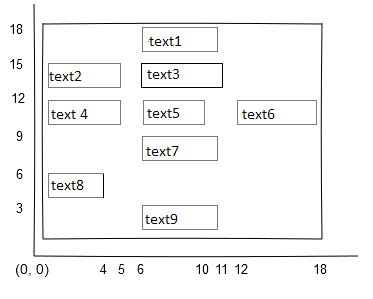 18
text1
15
text2 text3
12
text 4 text5 text6
9
text7
6
text8
3
text9
(0, 0) 4 5 6 10 11 12 18